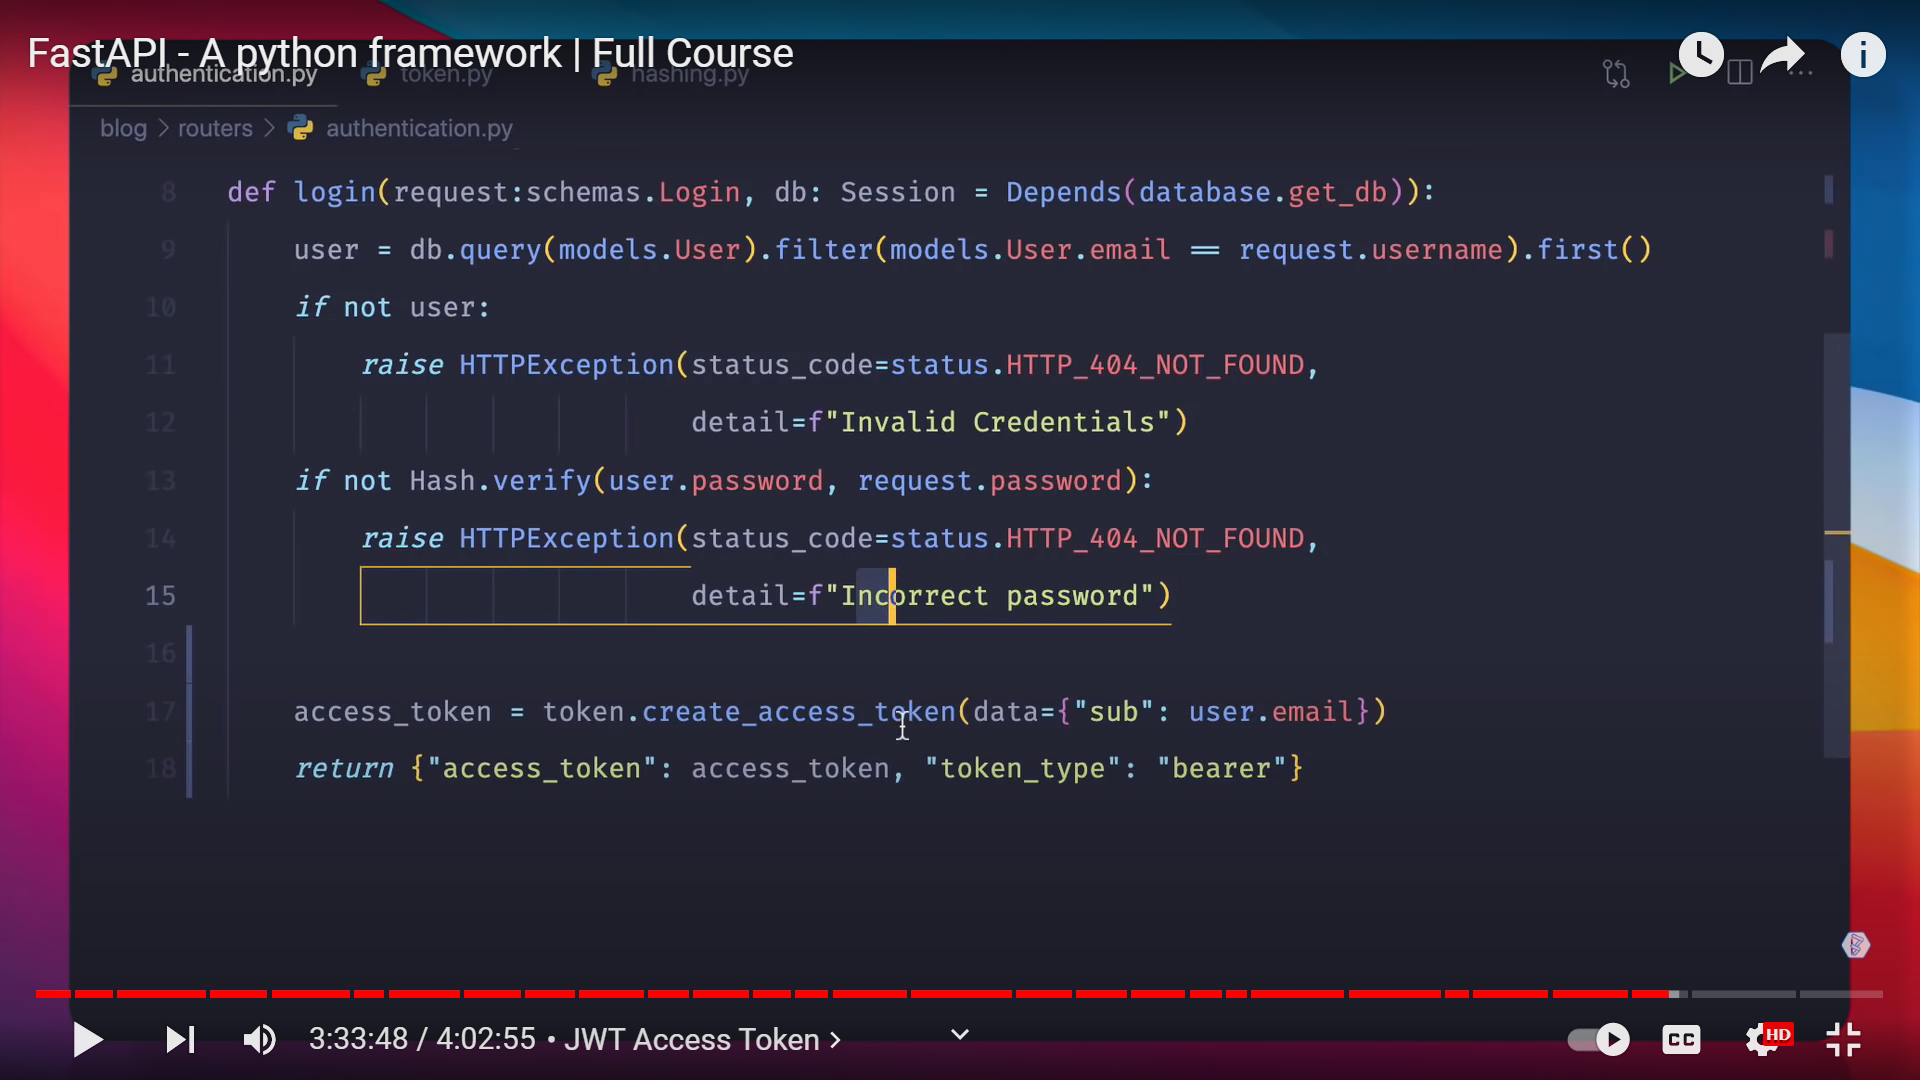 FastAPI - A python framework | Full Course
authentication.py token.py hashing.py
blog > routers > authentication.py
8 def login(request:schemas.Login, db: Session = Depends(database.get_db)):
9 user = db.query(models.User).filter(models.User.email == request.username).first()
10 if not user:
11 raise HTTPException(status_code=status.HTTP_404_NOT_FOUND,
12 detail=f"Invalid Credentials")
13 if not Hash.verify(user.password, request.password):
14 raise HTTPException(status_code=status.HTTP_404_NOT_FOUND,
15 detail=f"Incorrect password")
16
17 access_token = token.create_access_token(data={"sub": user.email})
18 return {"access_token": access_token, "token_type": "bearer"}
3:33:48 / 4:02:55 • JWT Access Token >
CC HD